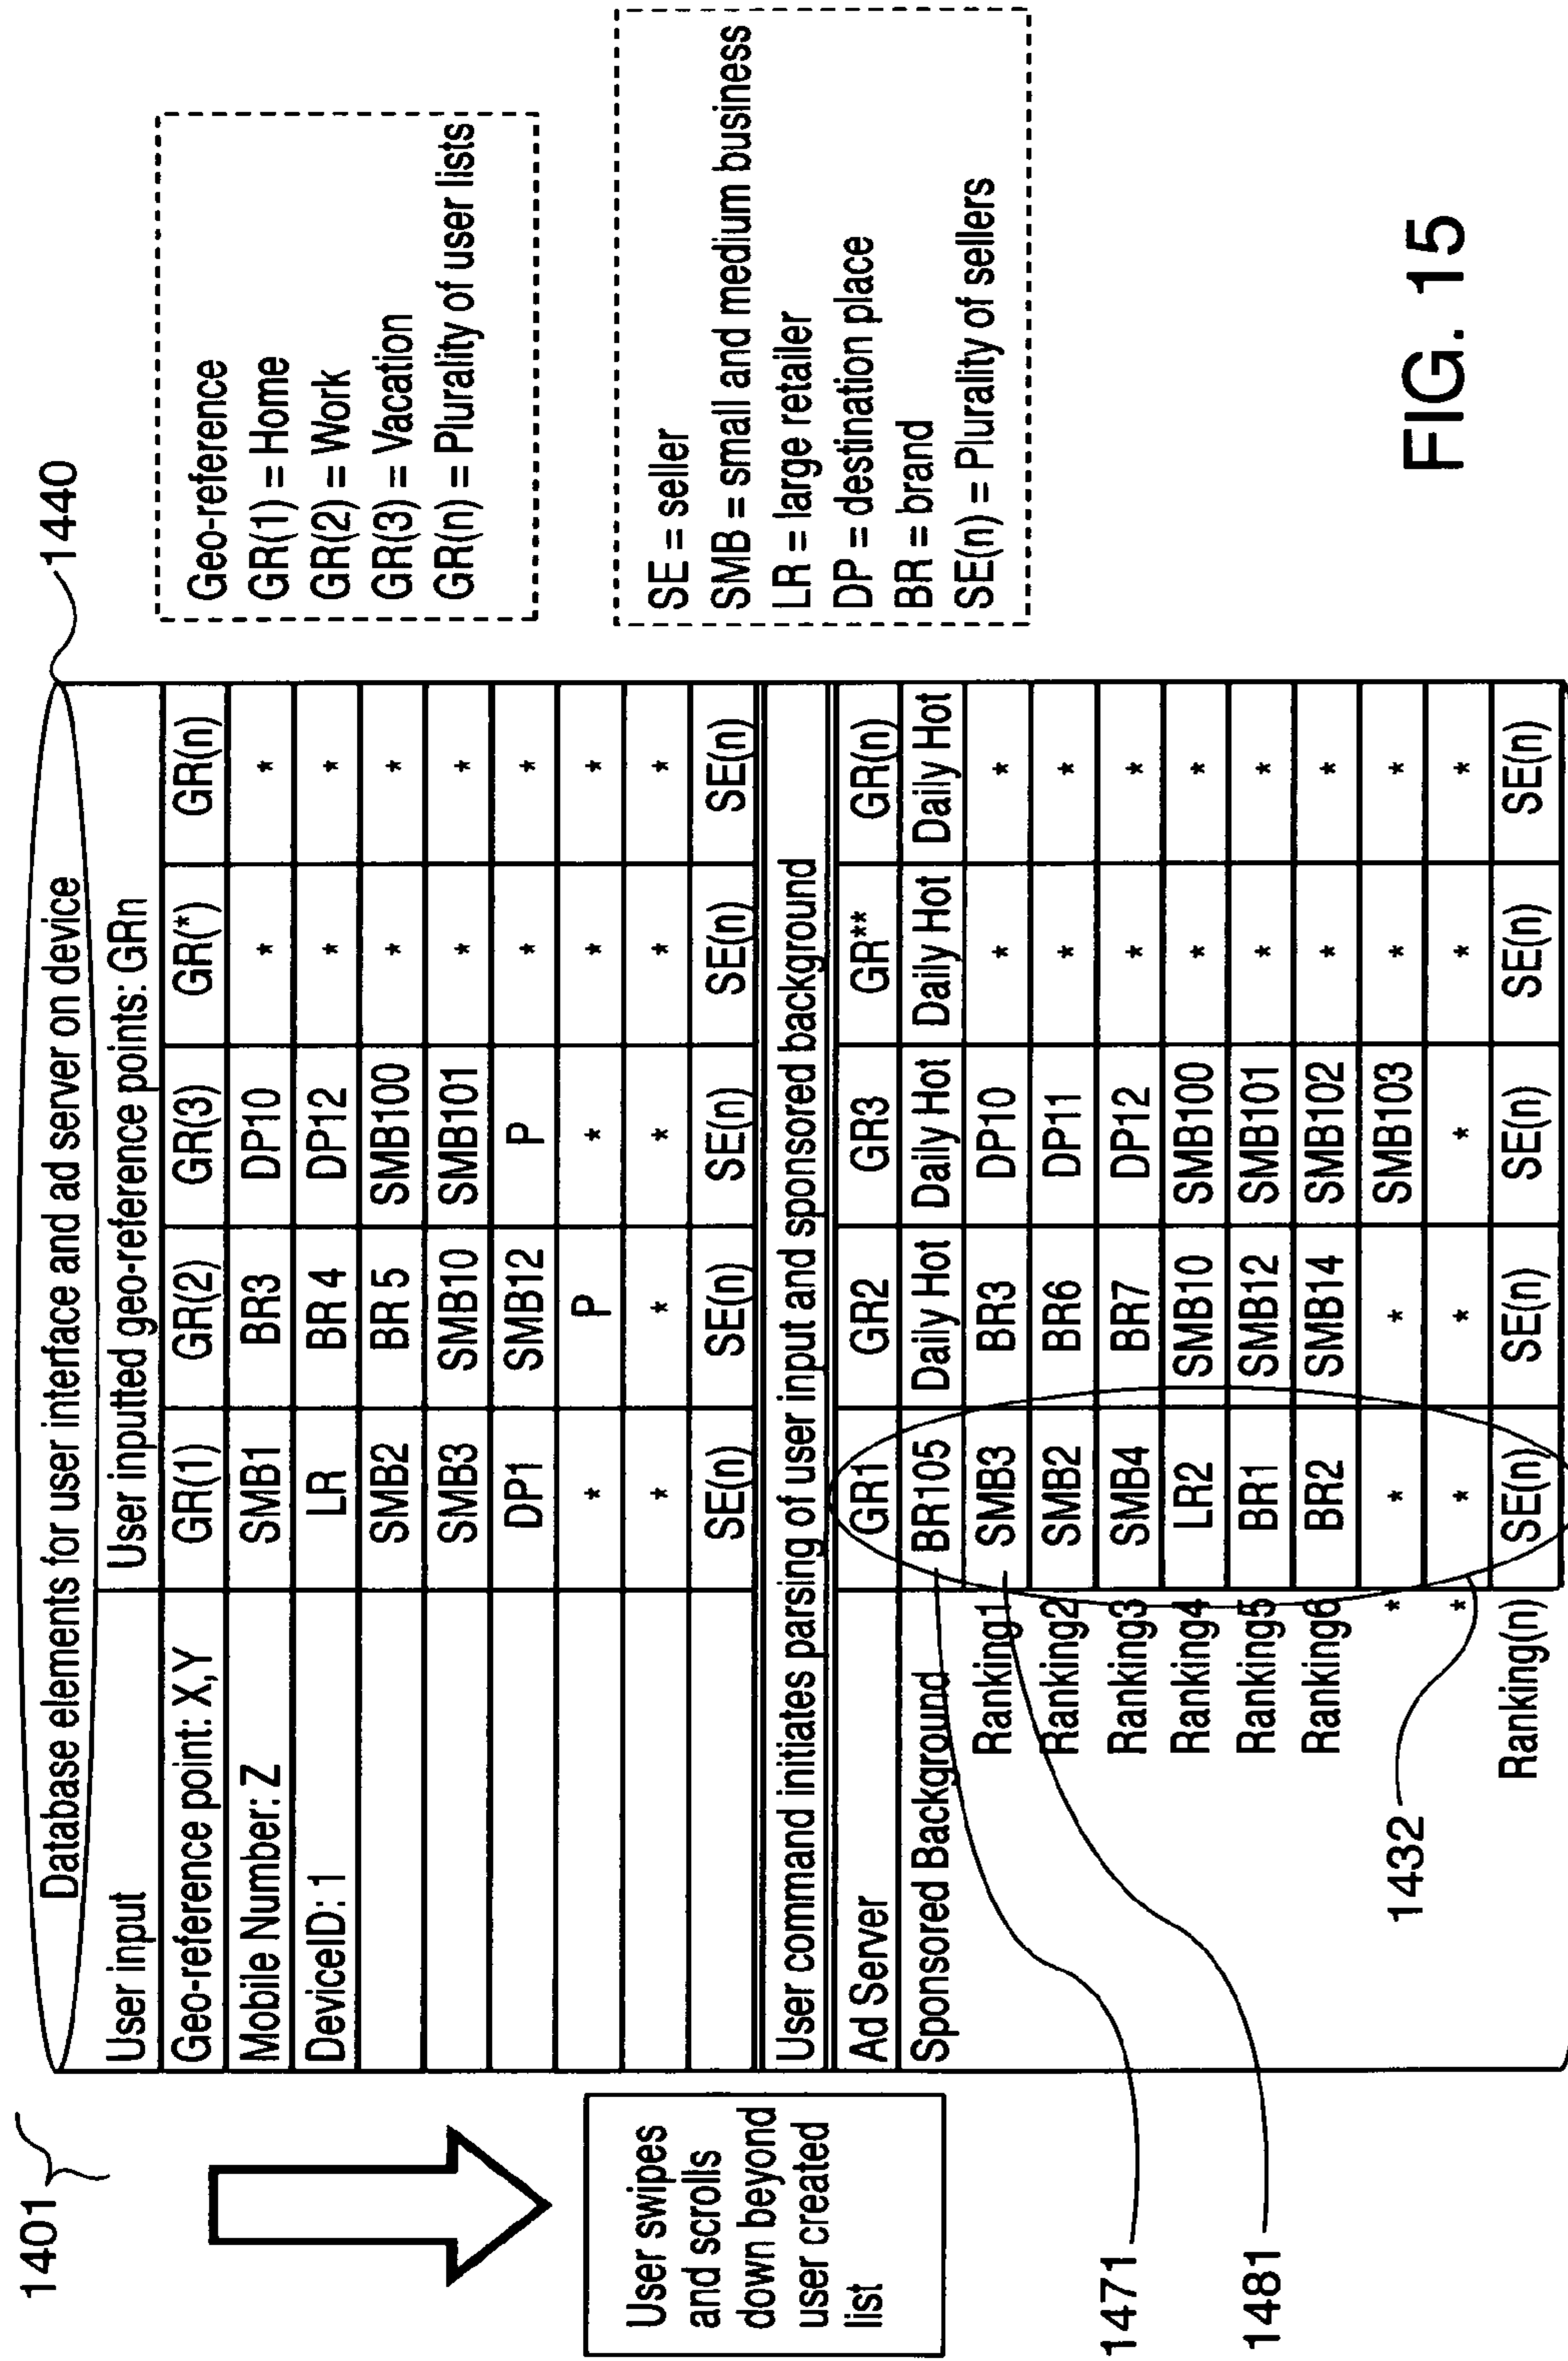 1401
1440
Database elements for user interface and ad server on device
User input User inputted geo-reference points: GRn
Geo-reference point: X,Y GR(1) GR(2) GR(3) GR(*) GR(n)
Mobile Number: Z SMB1 BR3 DP10 * *
DeviceID: 1 LR BR 4 DP12 * *
SMB2 BR 5 SMB100 * *
SMB3 SMB10 SMB101 * *
DP1 SMB12 P * *
* P * * *
* * * * *
SE(n) SE(n) SE(n) SE(n) SE(n)
User command initiates parsing of user input and sponsored background
Ad Server GR1 GR2 GR3 GR** GR(n)
Sponsored Background BR105 Daily Hot Daily Hot Daily Hot Daily Hot
Ranking1 SMB3 BR3 DP10 * *
Ranking2 SMB2 BR6 DP11 * *
Ranking3 SMB4 BR7 DP12 * *
Ranking4 LR2 SMB10 SMB100 * *
Ranking5 BR1 SMB12 SMB101 * *
Ranking6 BR2 SMB14 SMB102 * *
* * * SMB103 * *
* * * * * *
Ranking(n) SE(n) SE(n) SE(n) SE(n) SE(n)
User swipes
and scrolls
down beyond
user created
list
1471
1481
1432
Geo-reference
GR(1) = Home
GR(2) = Work
GR(3) = Vacation
GR(n) = Plurality of user lists
SE = seller
SMB = small and medium business
LR = large retailer
DP = destination place
BR = brand
SE(n) = Plurality of sellers
FIG. 15